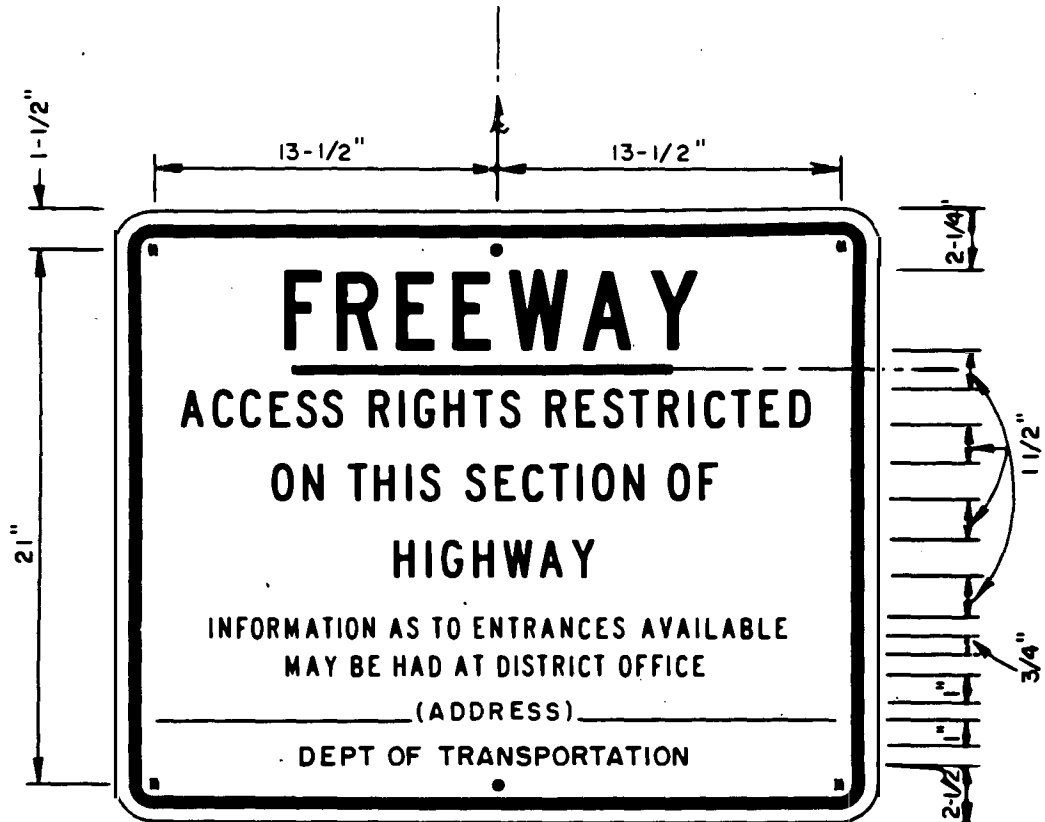 1-1/2"
13-1/2" 13-1/2"
2-1/4"
FREEWAY
ACCESS RIGHTS RESTRICTED
ON THIS SECTION OF
HIGHWAY
INFORMATION AS TO ENTRANCES AVAILABLE
MAY BE HAD AT DISTRICT OFFICE
(ADDRESS)
DEPT OF TRANSPORTATION
21"
1 1/2"
3/4"
1"
1"
2-1/2